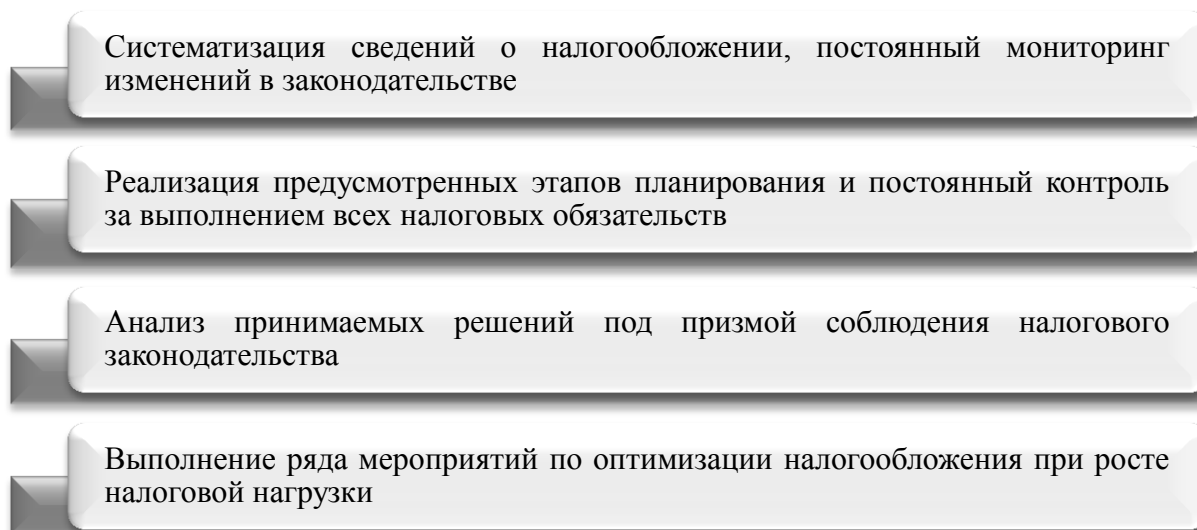 Систематизация сведений о налогообложении, постоянный мониторинг
изменений в законодательстве
Реализация предусмотренных этапов планирования и постоянный контроль
за выполнением всех налоговых обязательств
Анализ принимаемых решений под призмой соблюдения налогового
законодательства
Выполнение ряда мероприятий по оптимизации налогообложения при росте
налоговой нагрузки